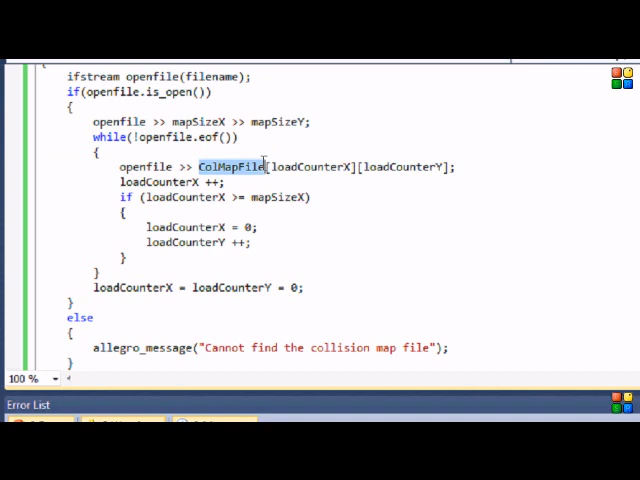 {
ifstream openfile(filename);
if(openfile.is_open())
{
openfile >> mapSizeX >> mapSizeY;
while(!openfile.eof())
{
openfile >> ColMapFile[loadCounterX][loadCounterY];
loadCounterX ++;
if (loadCounterX >= mapSizeX)
{
loadCounterX = 0;
loadCounterY ++;
}
}
loadCounterX = loadCounterY = 0;
}
else
{
allegro_message("Cannot find the collision map file");
}
100 %
Error List